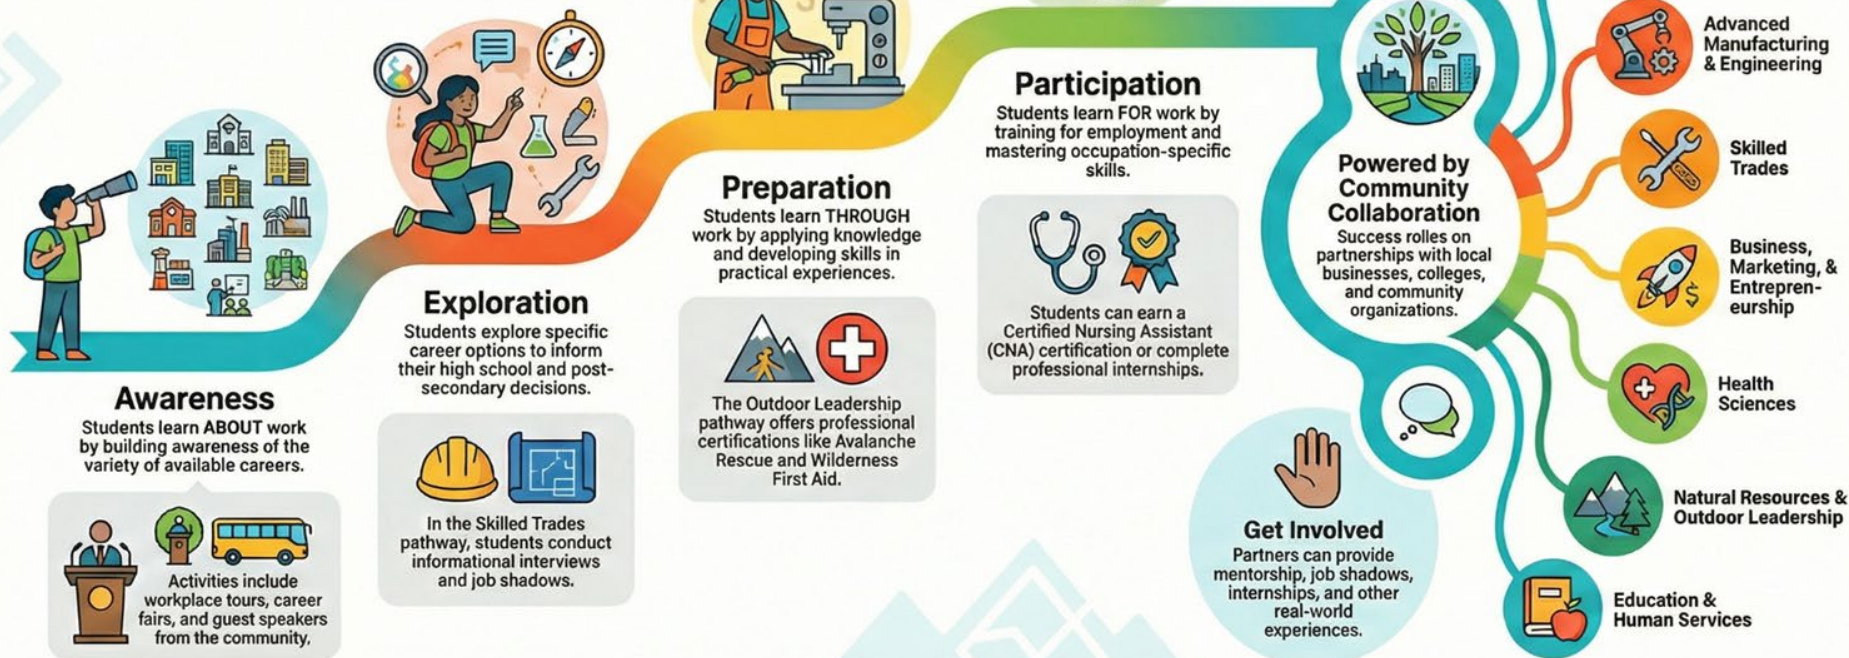 Awareness
Students learn ABOUT work
by building awareness of the
variety of available careers.
Activities include
workplace tours, career
fairs, and guest speakers
from the community.
Exploration
Students explore specific
career options to inform
their high school and post-
secondary decisions.
In the Skilled Trades
pathway, students conduct
informational interviews
and job shadows.
Preparation
Students learn THROUGH
work by applying knowledge
and developing skills in
practical experiences.
The Outdoor Leadership
pathway offers professional
certifications like Avalanche
Rescue and Wilderness
First Aid.
Participation
Students learn FOR work by
training for employment and
mastering occupation-specific
skills.
Students can earn a
Certified Nursing Assistant
(CNA) certification or complete
professional internships.
Powered by
Community
Collaboration
Success rolles on
partnerships with local
businesses, colleges,
and community
organizations.
Get Involved
Partners can provide
mentorship, job shadows,
internships, and other
real-world
experiences.
Advanced
Manufacturing
& Engineering
Skilled
Trades
Business,
Marketing, &
Entrepren-
eurship
$
Health
Sciences
Natural Resources &
Outdoor Leadership
Education &
Human Services